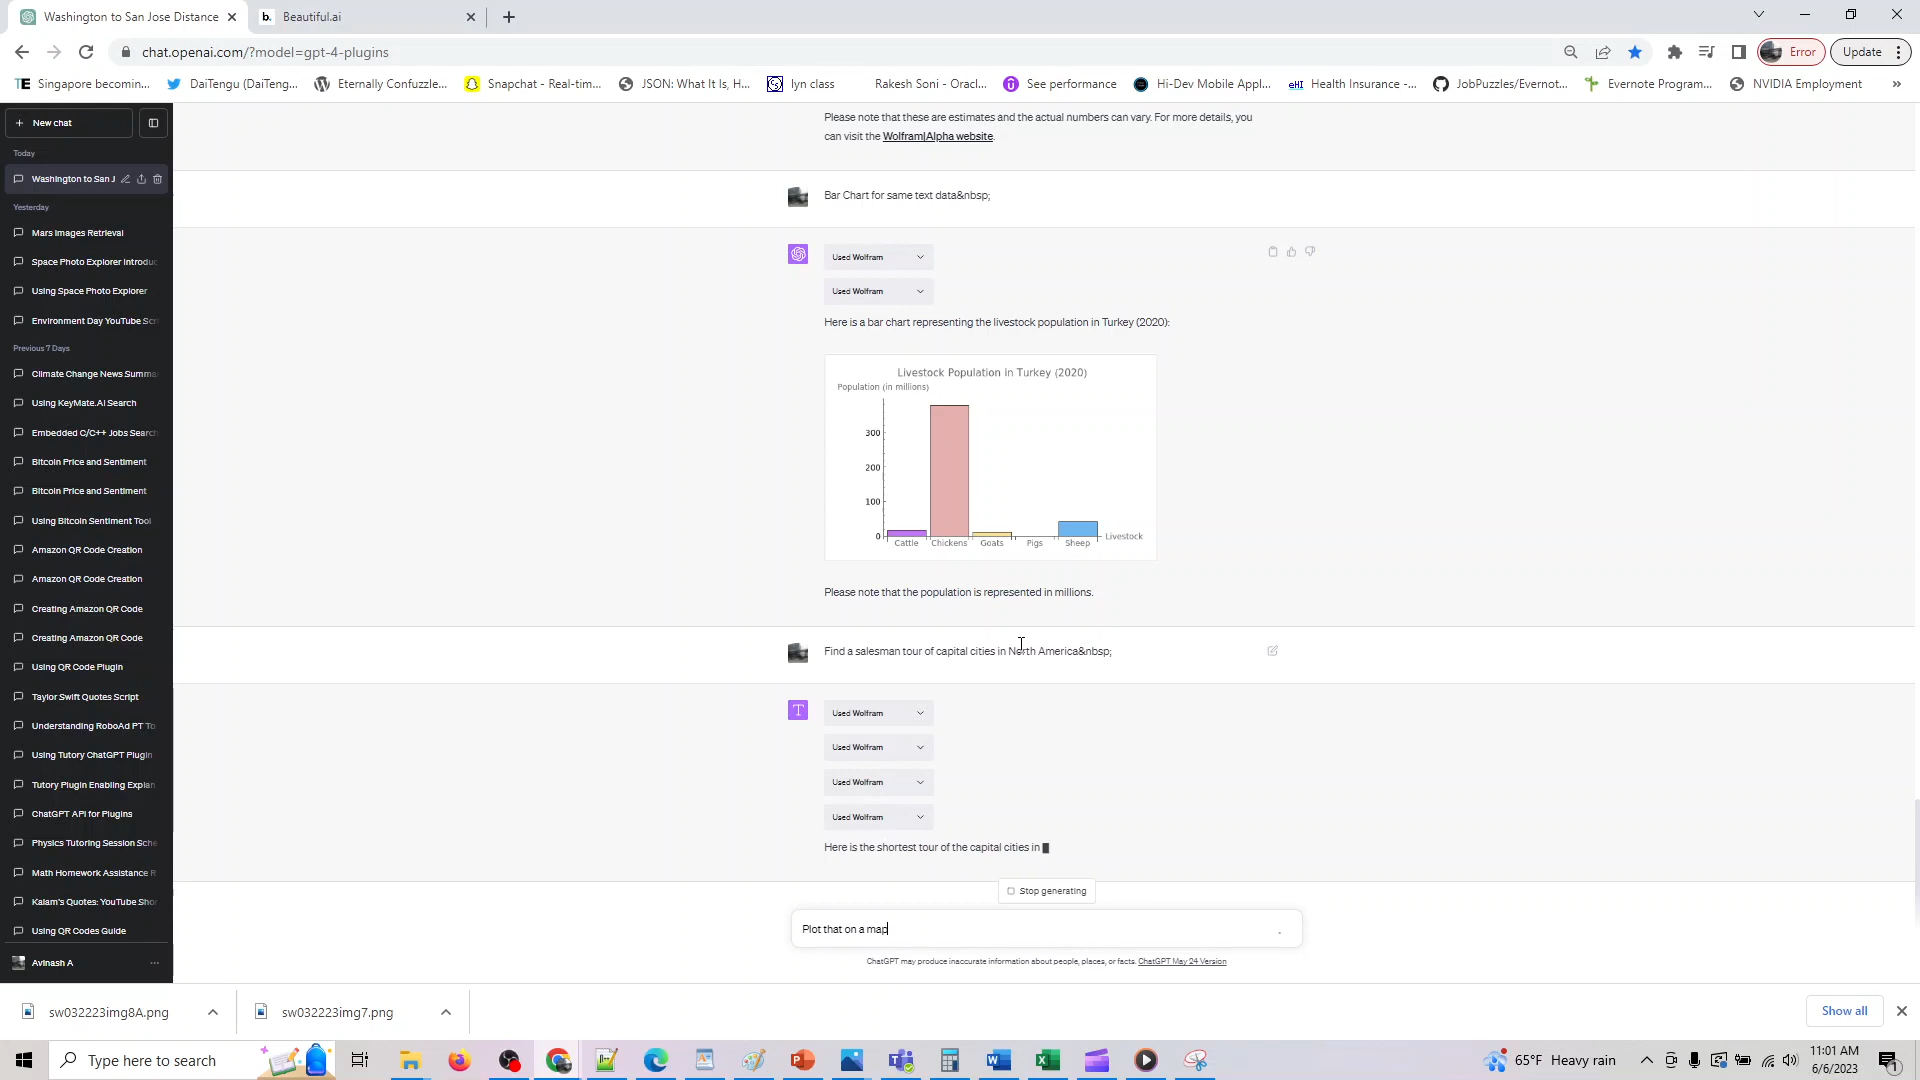 Washington to San Jose Distance
b. Beautiful.ai
chat.openai.com/?model=gpt-4-plugins
Error
Update
TE Singapore becomin...
DaiTengu (DaiTeng...
Eternally Confuzzle...
Snapchat - Real-tim...
JSON: What It Is, H...
lyn class
Rakesh Soni - Oracl...
See performance
Hi-Dev Mobile Appl...
eHI Health Insurance -...
JobPuzzles/Evernot...
Evernote Program...
NVIDIA Employment
»
+ New chat
Today
Washington to San J
Yesterday
Mars Images Retrieval
Space Photo Explorer Introduc
Using Space Photo Explorer
Environment Day YouTube Scri
Previous 7 Days
Climate Change News Summa
Using KeyMate.AI Search
Embedded C/C++ Jobs Search
Bitcoin Price and Sentiment
Bitcoin Price and Sentiment
Using Bitcoin Sentiment Tool
Amazon QR Code Creation
Amazon QR Code Creation
Creating Amazon QR Code
Creating Amazon QR Code
Using QR Code Plugin
Taylor Swift Quotes Script
Understanding RoboAd PT To
Using Tutory ChatGPT Plugin
Tutory Plugin Enabling Explan
ChatGPT API for Plugins
Physics Tutoring Session Sche
Math Homework Assistance R
Kalam's Quotes: YouTube Shor
Using QR Codes Guide
Avinash A
Please note that these are estimates and the actual numbers can vary. For more details, you
can visit the Wolfram|Alpha website.
Bar Chart for same text data&nbsp;
Used Wolfram
Used Wolfram
Here is a bar chart representing the livestock population in Turkey (2020):
Livestock Population in Turkey (2020)
Population (in millions)
300
200
100
0
Cattle Chickens Goats Pigs Sheep
Livestock
Please note that the population is represented in millions.
Find a salesman tour of capital cities in North America&nbsp;
T
Used Wolfram
Used Wolfram
Used Wolfram
Used Wolfram
Here is the shortest tour of the capital cities in
Stop generating
Plot that on a map
ChatGPT may produce inaccurate information about people, places, or facts. ChatGPT May 24 Version
sw032223img8A.png
sw032223img7.png
Show all
Type here to search
65°F Heavy rain
11:01 AM
6/6/2023
1